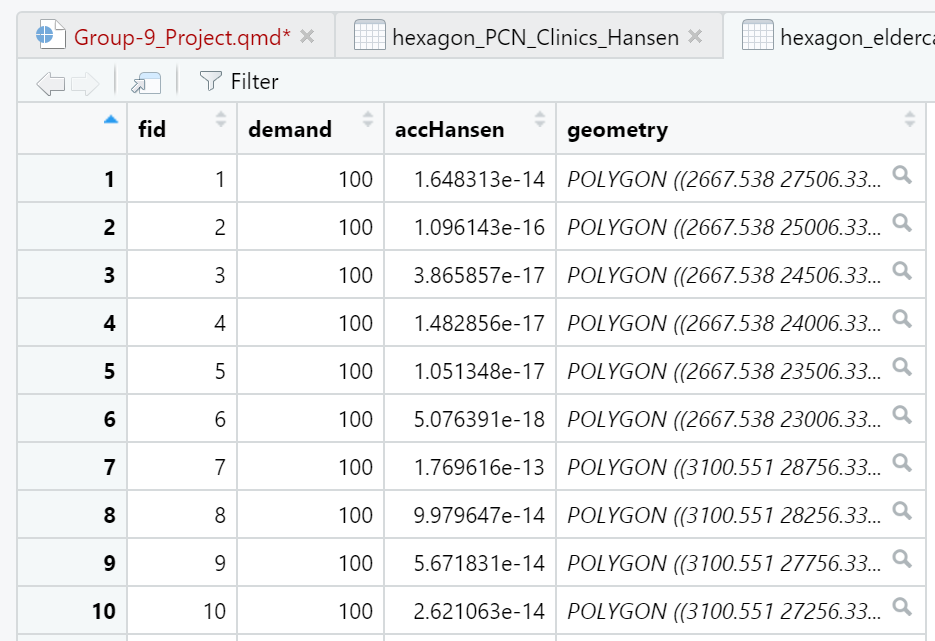 Group-9_Project.qmd* hexagon_PCN_Clinics_Hansen hexagon_elderca
Filter
fid demand accHansen geometry
1 1 100 1.648313e-14 POLYGON ((2667.538 27506.33...
2 2 100 1.096143e-16 POLYGON ((2667.538 25006.33...
3 3 100 3.865857e-17 POLYGON ((2667.538 24506.33...
4 4 100 1.482856e-17 POLYGON ((2667.538 24006.33...
5 5 100 1.051348e-17 POLYGON ((2667.538 23506.33...
6 6 100 5.076391e-18 POLYGON ((2667.538 23006.33...
7 7 100 1.769616e-13 POLYGON ((3100.551 28756.33...
8 8 100 9.979647e-14 POLYGON ((3100.551 28256.33...
9 9 100 5.671831e-14 POLYGON ((3100.551 27756.33...
10 10 100 2.621063e-14 POLYGON ((3100.551 27256.33...